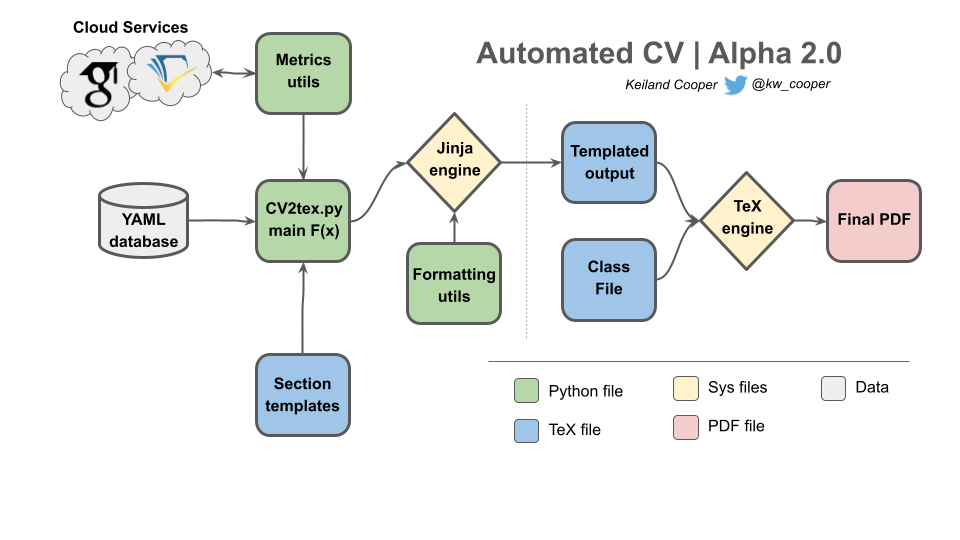 Cloud Services
Metrics
utils
Automated CV | Alpha 2.0
Keiland Cooper @kw_cooper
Jinja
engine
Templated
output
YAML
database
CV2tex.py
main F(x)
TeX
engine
Final PDF
Formatting
utils
Class
File
Section
templates
Python file
Sys files
Data
TeX file
PDF file